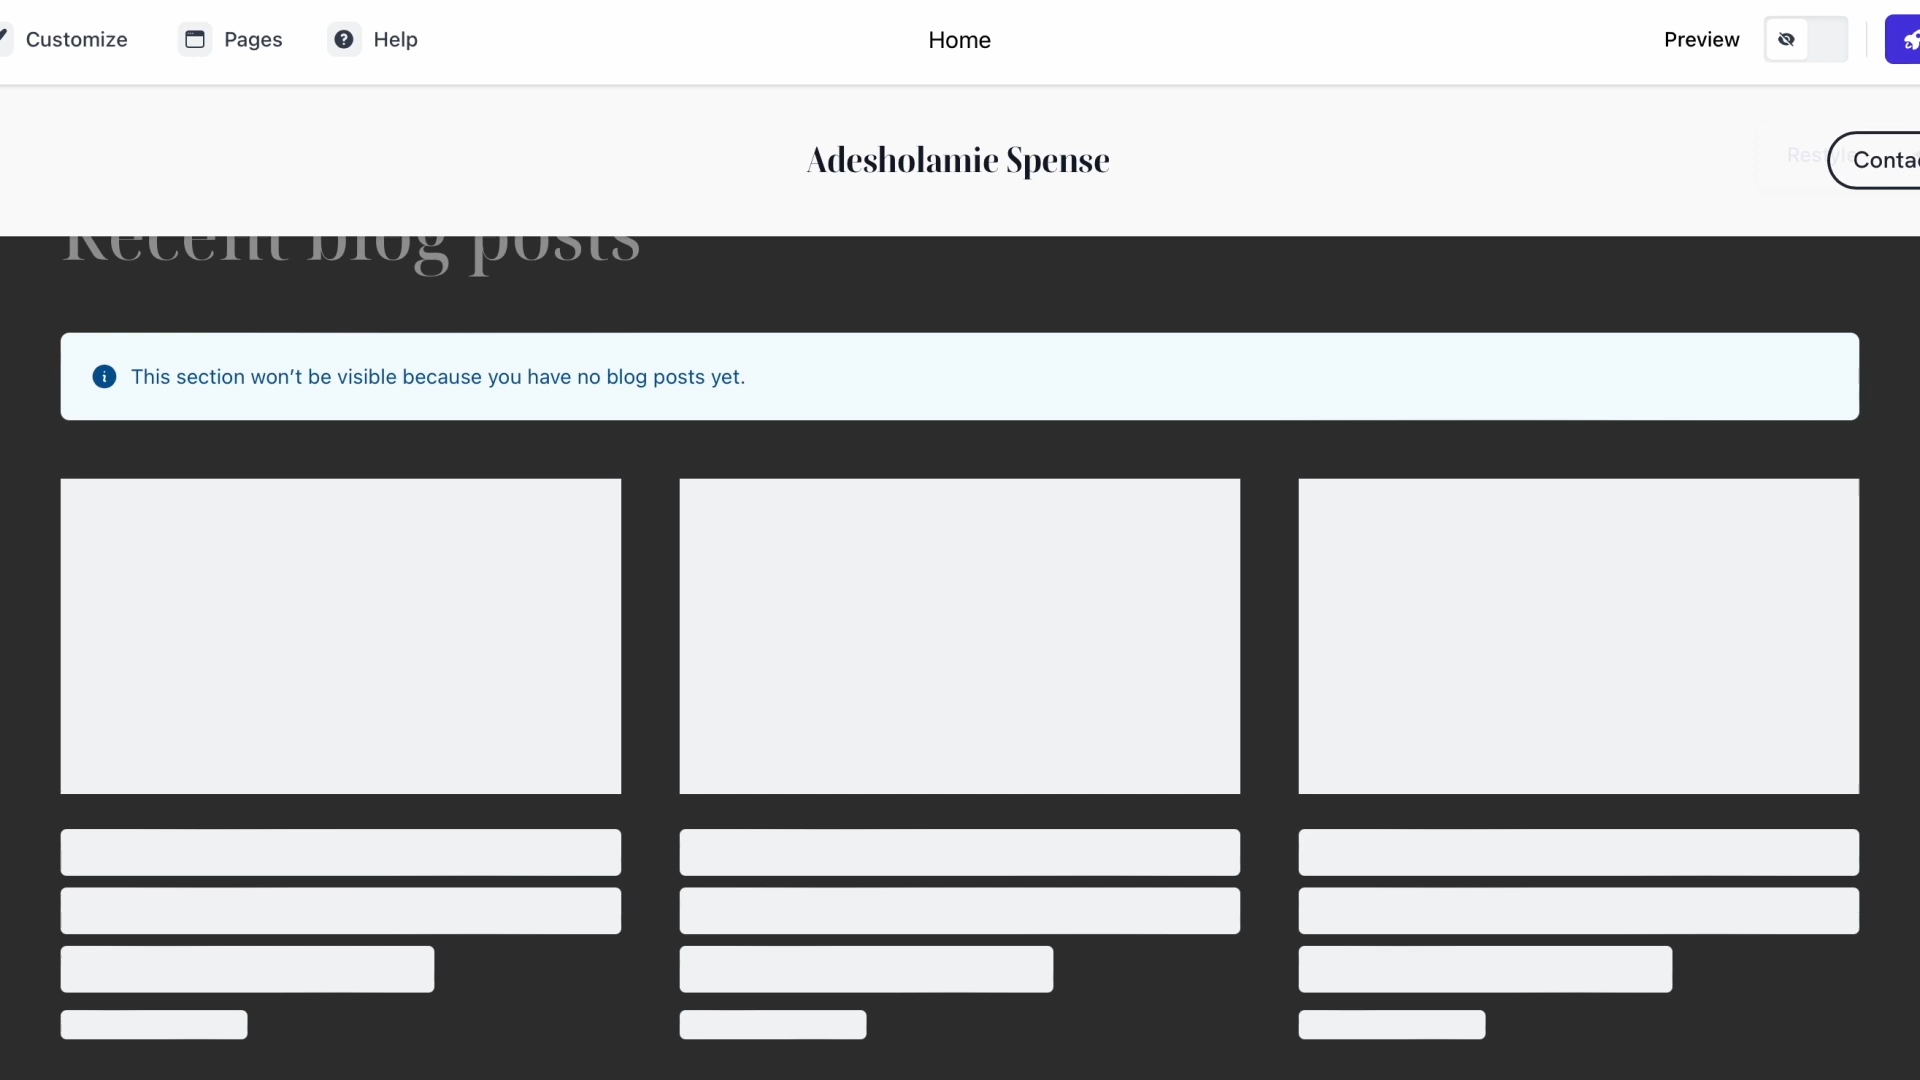 Customize Pages Help Home Preview
Adesholamie Spense
Restyle Contac
Recent blog posts
This section won't be visible because you have no blog posts yet.